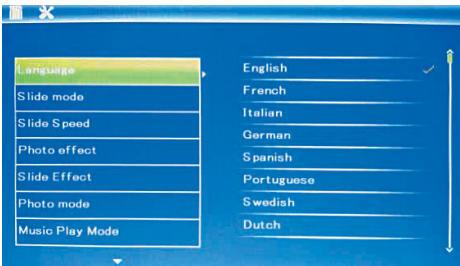 Language
Slide mode
Slide Speed
Photo effect
Slide Effect
Photo mode
Music Play Mode
English
French
Italian
German
Spanish
Portuguese
Swedish
Dutch